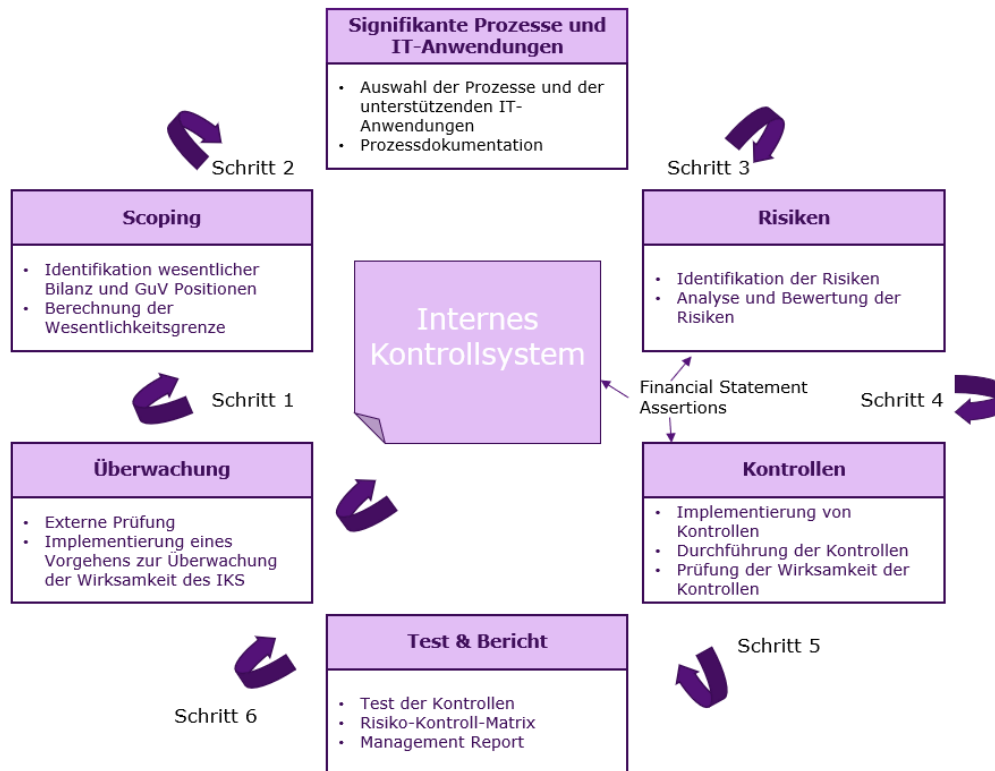 Signifikante Prozesse und
IT-Anwendungen
• Auswahl der Prozesse und der
unterstützenden IT-
Anwendungen
• Prozessdokumentation
Schritt 2
Schritt 3
Scoping
• Identifikation wesentlicher
Bilanz und GuV Positionen
• Berechnung der
Wesentlichkeitsgrenze
Internes
Kontrollsystem
Risiken
• Identifikation der Risiken
• Analyse und Bewertung der
Risiken
Schritt 1
Financial Statement
Assertions
Schritt 4
Überwachung
• Externe Prüfung
• Implementierung eines
Vorgehens zur Überwachung
der Wirksamkeit des IKS
Kontrollen
• Implementierung von
Kontrollen
• Durchführung der Kontrollen
• Prüfung der Wirksamkeit der
Kontrollen
Test & Bericht
• Test der Kontrollen
• Risiko-Kontroll-Matrix
• Management Report
Schritt 5
Schritt 6